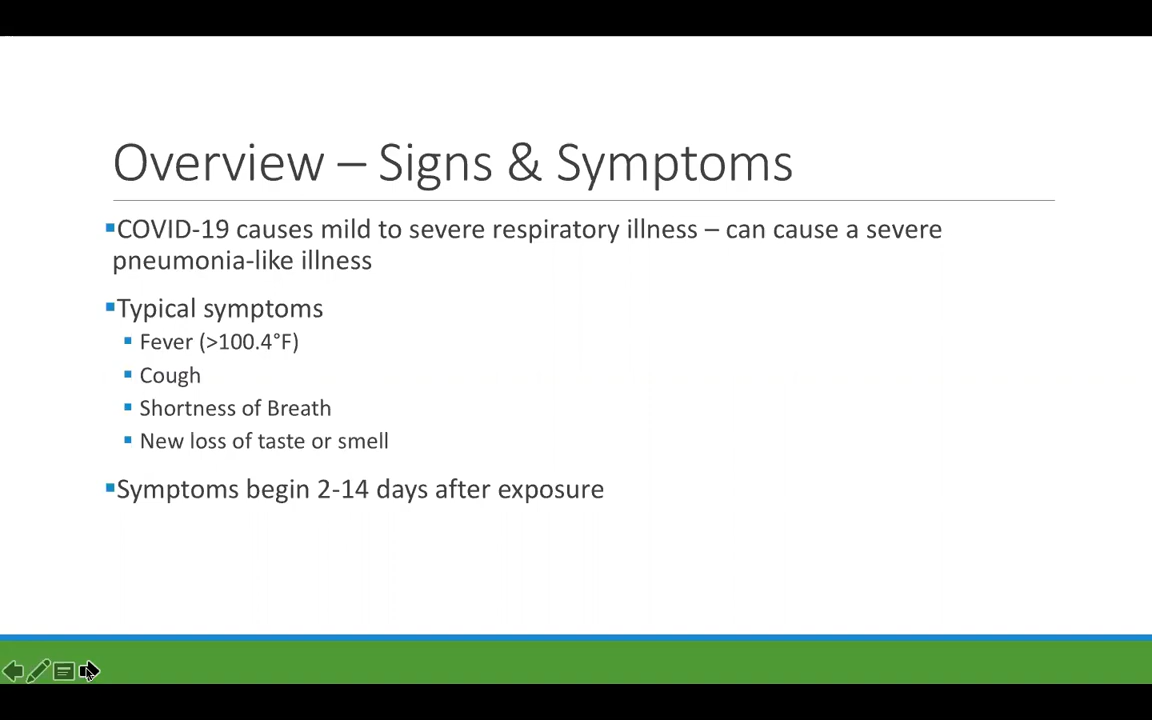 Overview – Signs & Symptoms
▪COVID-19 causes mild to severe respiratory illness – can cause a severe
pneumonia-like illness
▪Typical symptoms
▪ Fever (>100.4°F)
▪ Cough
▪ Shortness of Breath
▪ New loss of taste or smell
▪Symptoms begin 2-14 days after exposure